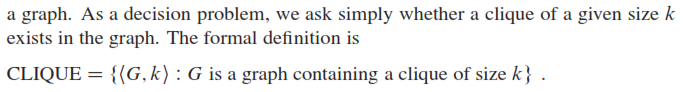 a graph. As a decision problem, we ask simply whether a clique of a given size k
exists in the graph. The formal definition is
CLIQUE = {⟨G, k⟩ : G is a graph containing a clique of size k} .